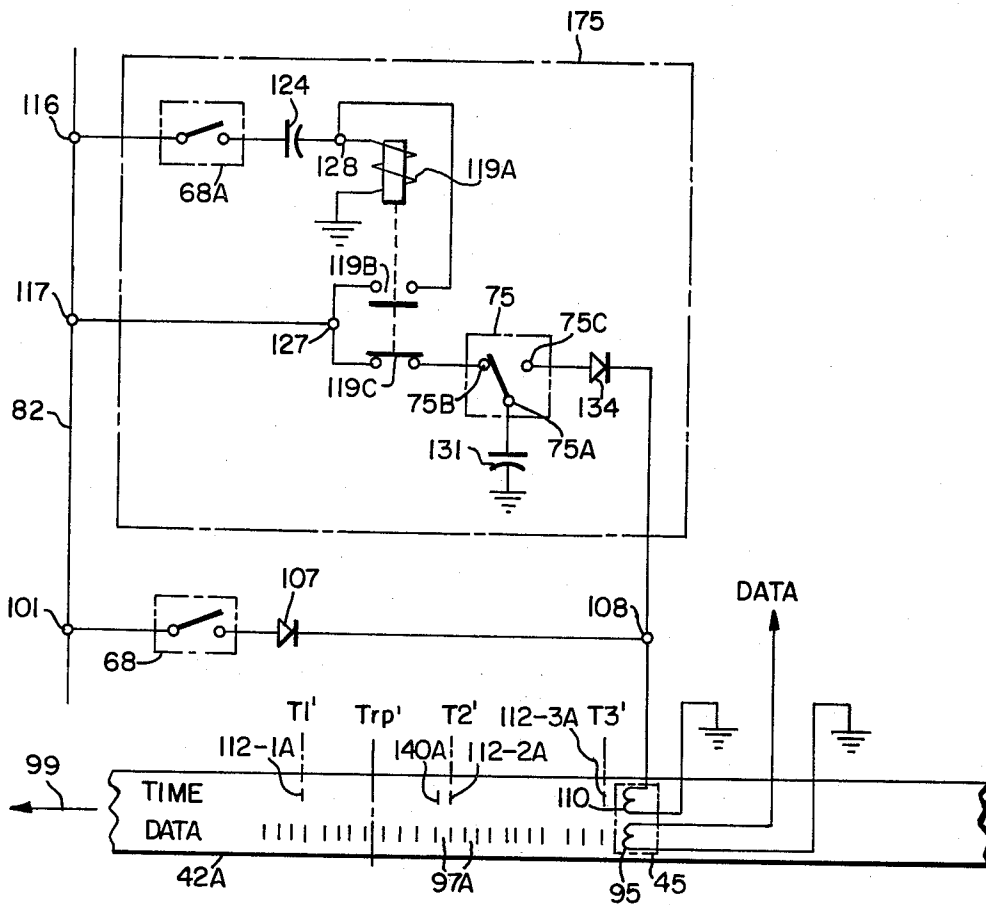 175
116
124
128
119A
68A
119B
117
127
75
75C
119C
75B
134
82
75A
131
101
107
108
DATA
68
T1' Trp' T2' 112-3A T3'
112-1A 140A 112-2A
99
TIME
110
DATA
42A
97A
95
45